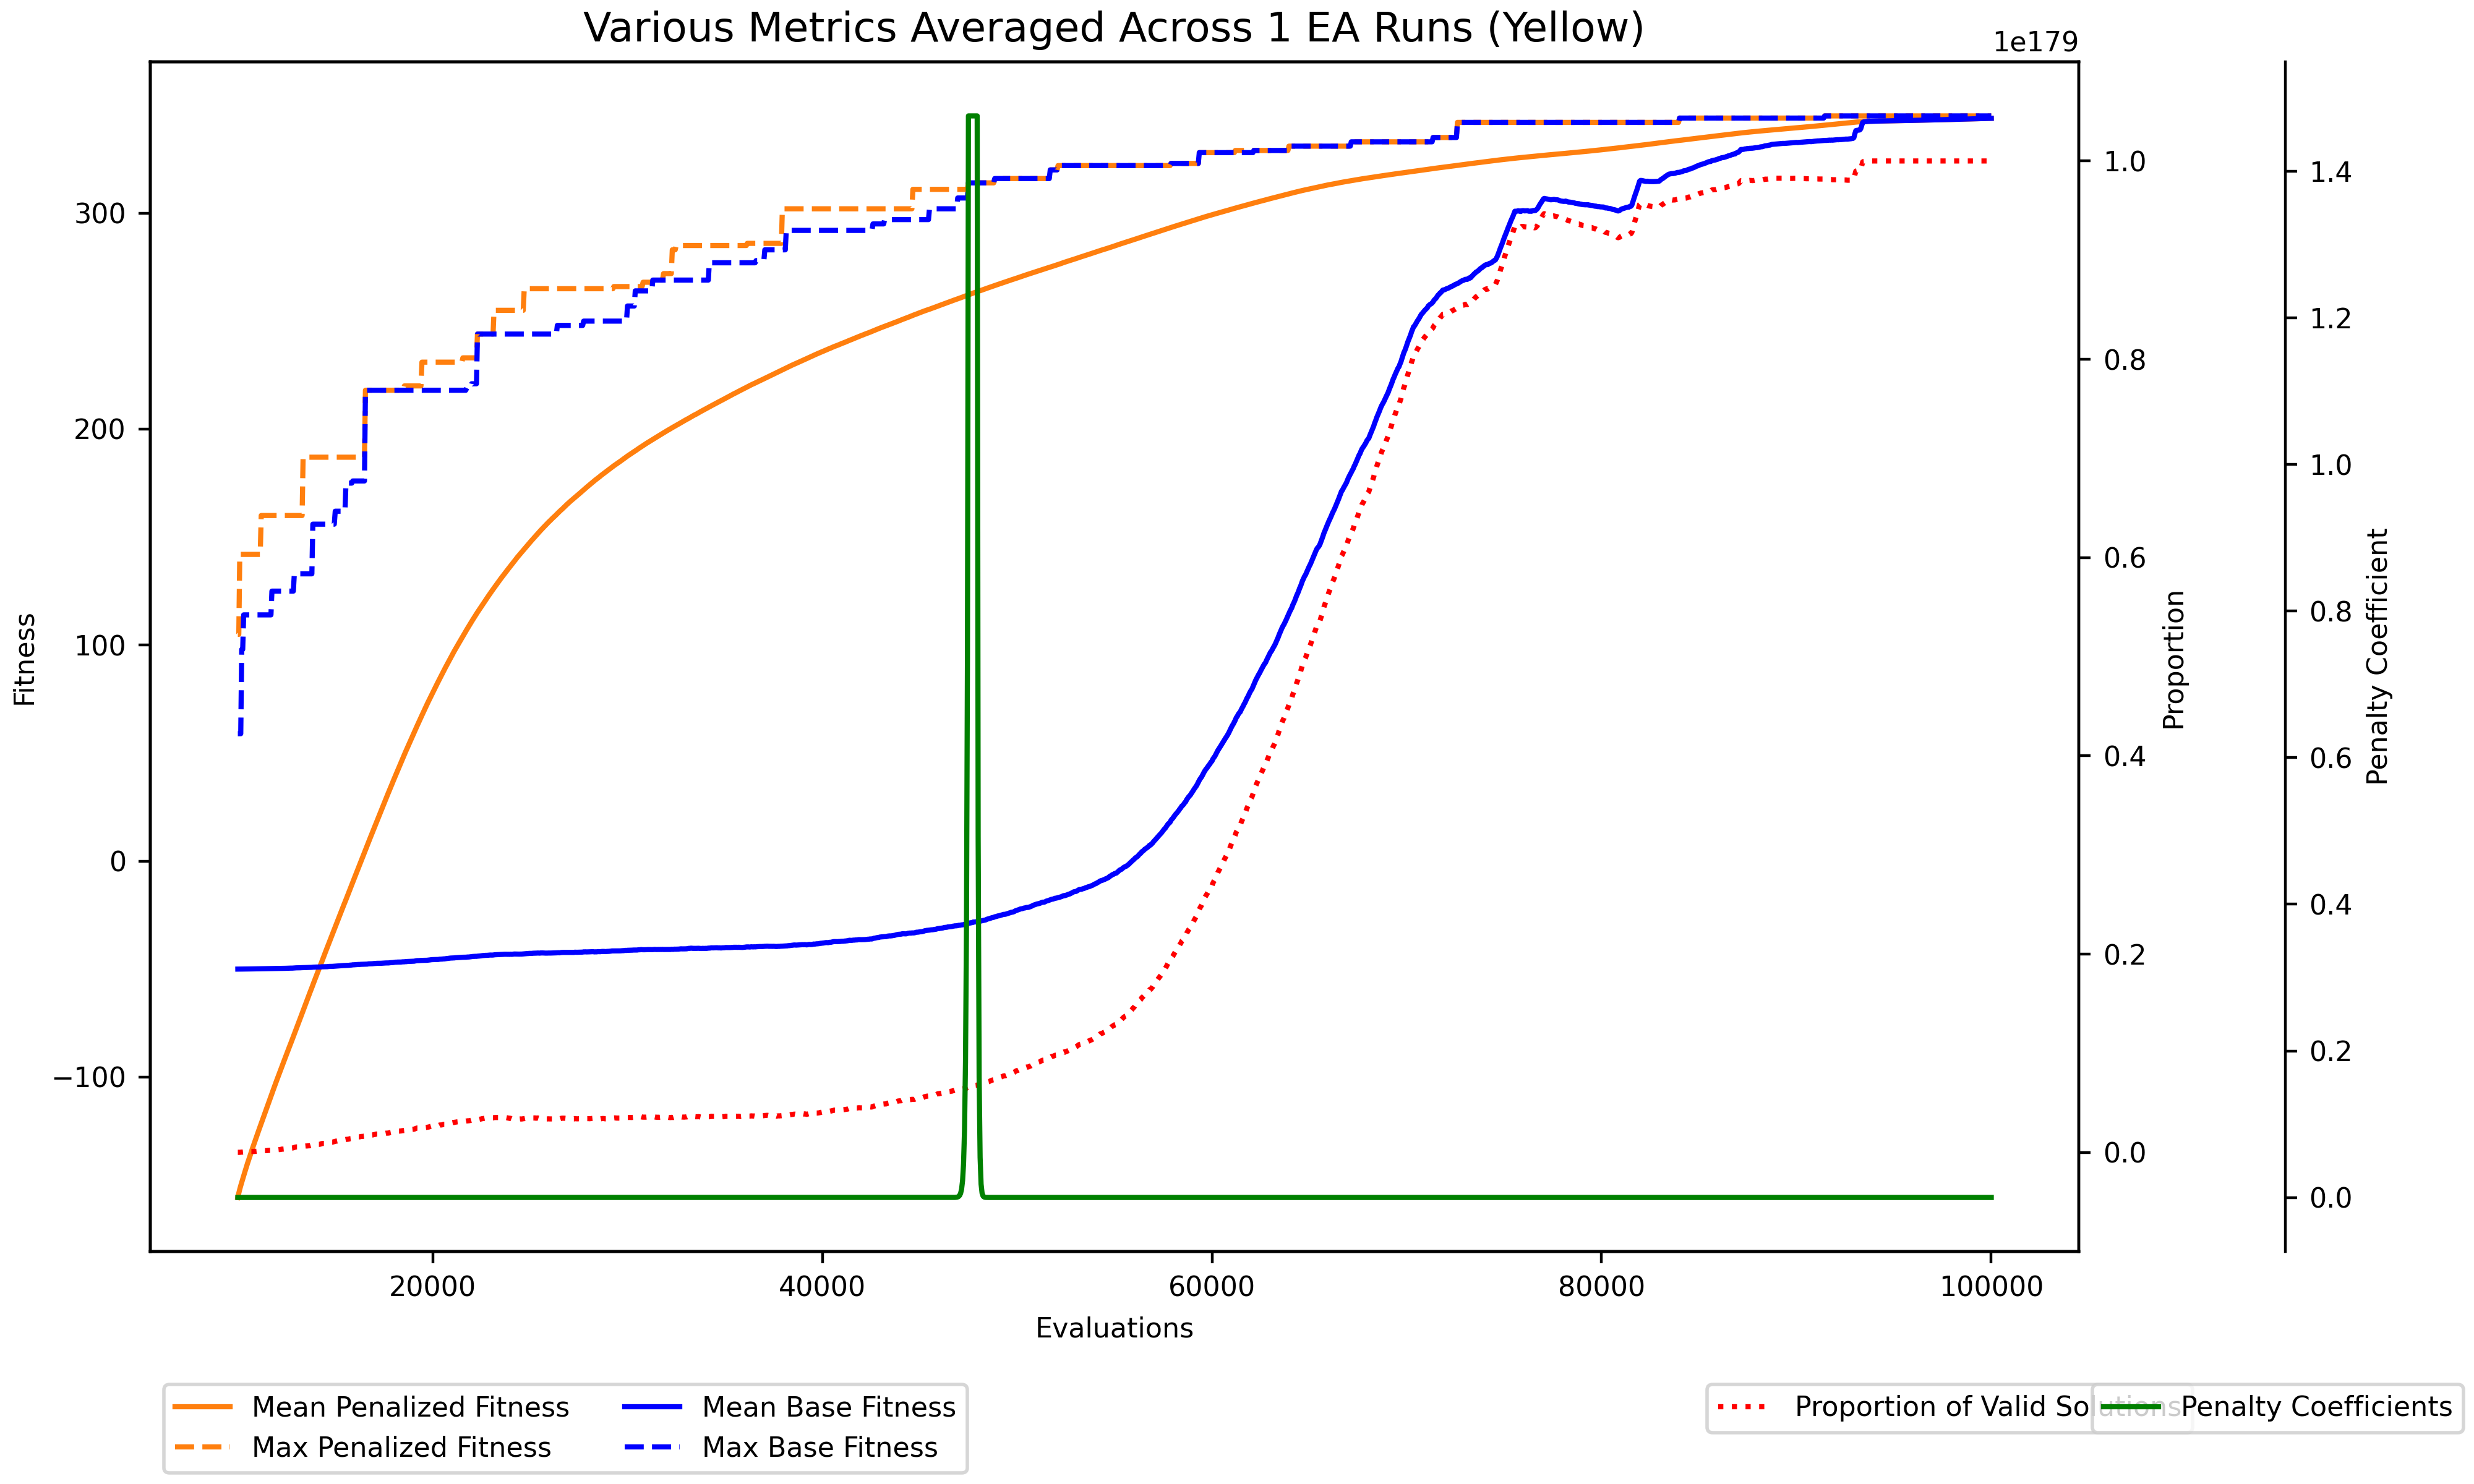 Various Metrics Averaged Across 1 EA Runs (Yellow)
1e179
Fitness
300
200
100
0
−100
1.0
0.8
0.6
0.4
0.2
0.0
Proportion
1.4
1.2
1.0
0.8
0.6
0.4
0.2
0.0
Penalty Coefficient
20000 40000 60000 80000 100000
Evaluations
Mean Penalized Fitness
Max Penalized Fitness
Mean Base Fitness
Max Base Fitness
Proportion of Valid Solutions
Penalty Coefficients